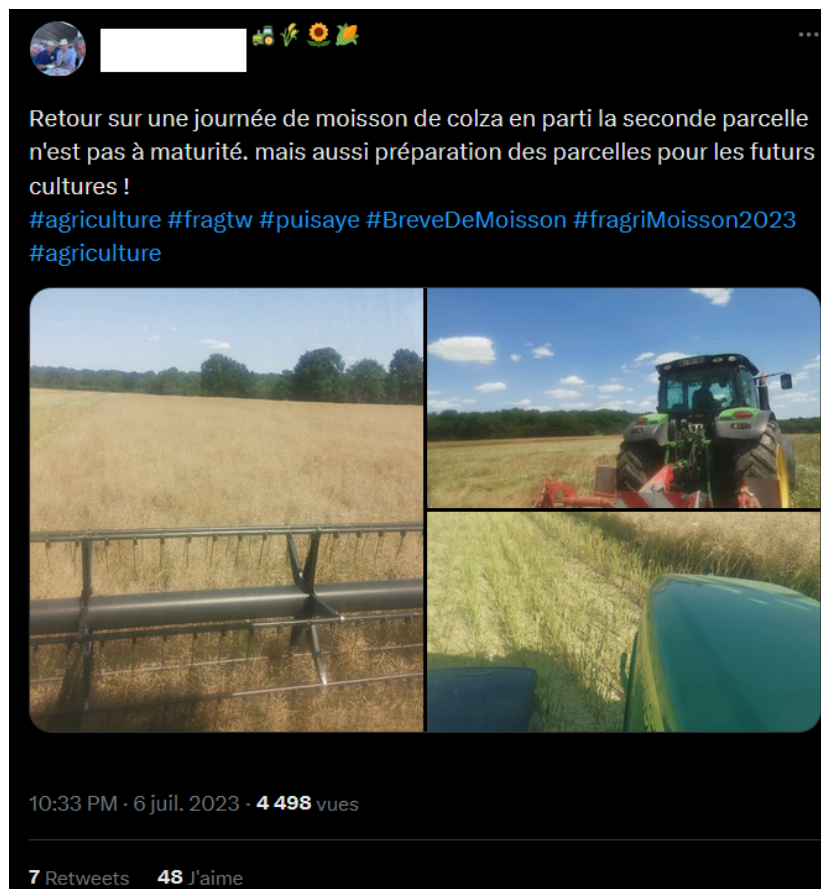 Retour sur une journée de moisson de colza en parti la seconde parcelle
n'est pas à maturité. mais aussi préparation des parcelles pour les futurs
cultures !
#agriculture #fragtw #puisaye #BreveDeMoisson #fragriMoisson2023
#agriculture
10:33 PM · 6 juil. 2023 · 4 498 vues
7 Retweets 48 J'aime